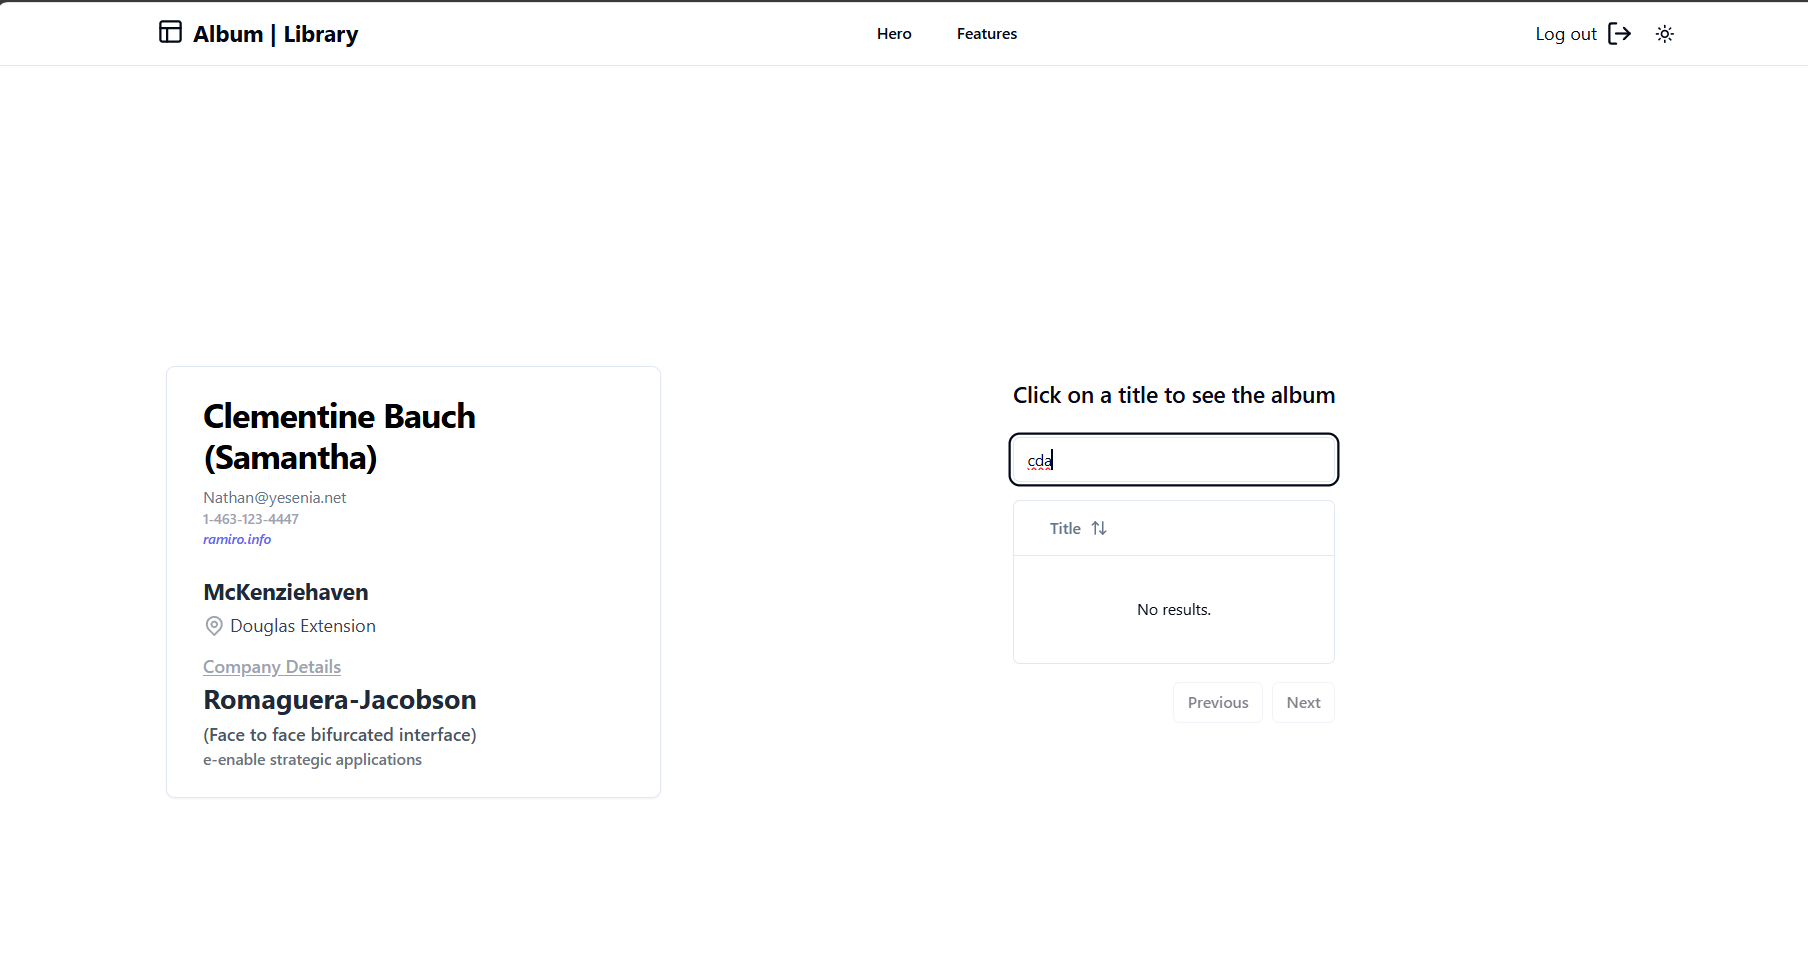 Album | Library
Hero
Features
Log out
Clementine Bauch
(Samantha)
Nathan@yesenia.net
1-463-123-4447
ramiro.info
McKenziehaven
Douglas Extension
Company Details
Romaguera-Jacobson
(Face to face bifurcated interface)
e-enable strategic applications
Click on a title to see the album
cda
Title
No results.
Previous
Next